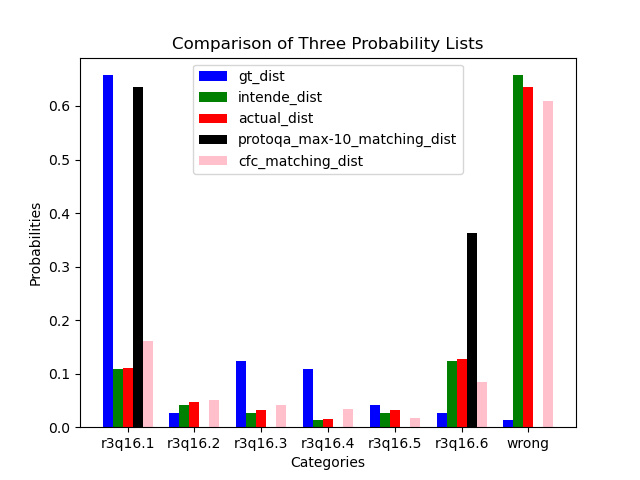 Comparison of Three Probability Lists
gt_dist
intende_dist
actual_dist
protoqa_max-10_matching_dist
cfc_matching_dist
Probabilities
0.6
0.5
0.4
0.3
0.2
0.1
0.0
r3q16.1 r3q16.2 r3q16.3 r3q16.4 r3q16.5 r3q16.6 wrong
Categories